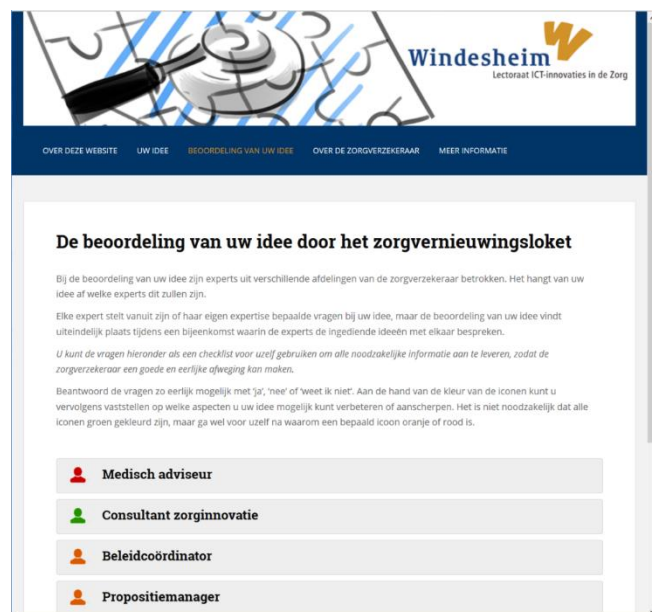 Windesheim
Lectoraat ICT-innovaties in de Zorg
OVER DEZE WEBSITE UW IDEE BEOORDELING VAN UW IDEE OVER DE ZORGVERZEKERAAR MEER INFORMATIE
De beoordeling van uw idee door het zorgvernieuwingsloket
Bij de beoordeling van uw idee zijn experts uit verschillende afdelingen van de zorgverzekeraar betrokken. Het hangt van uw
idee af welke experts dit zullen zijn.
Elke expert stelt vanuit zijn of haar eigen expertise bepaalde vragen bij uw idee, maar de beoordeling van uw idee vindt
uiteindelijk plaats tijdens een bijeenkomst waarin de experts de ingediende ideeën met elkaar bespreken.
U kunt de vragen hieronder als een checklist voor uzelf gebruiken om alle noodzakelijke informatie aan te leveren, zodat de
zorgverzekeraar een goede en eerlijke afweging kan maken.
Beantwoord de vragen zo eerlijk mogelijk met 'ja', 'nee' of 'weet ik niet'. Aan de hand van de kleur van de iconen kunt u
vervolgens vaststellen op welke aspecten u uw idee mogelijk kunt verbeteren of aanscherpen. Het is niet noodzakelijk dat alle
iconen groen gekleurd zijn, maar ga wel voor uzelf na waarom een bepaald icoon oranje of rood is.
Medisch adviseur
Consultant zorginnovatie
Beleidcoördinator
Propositiemanager